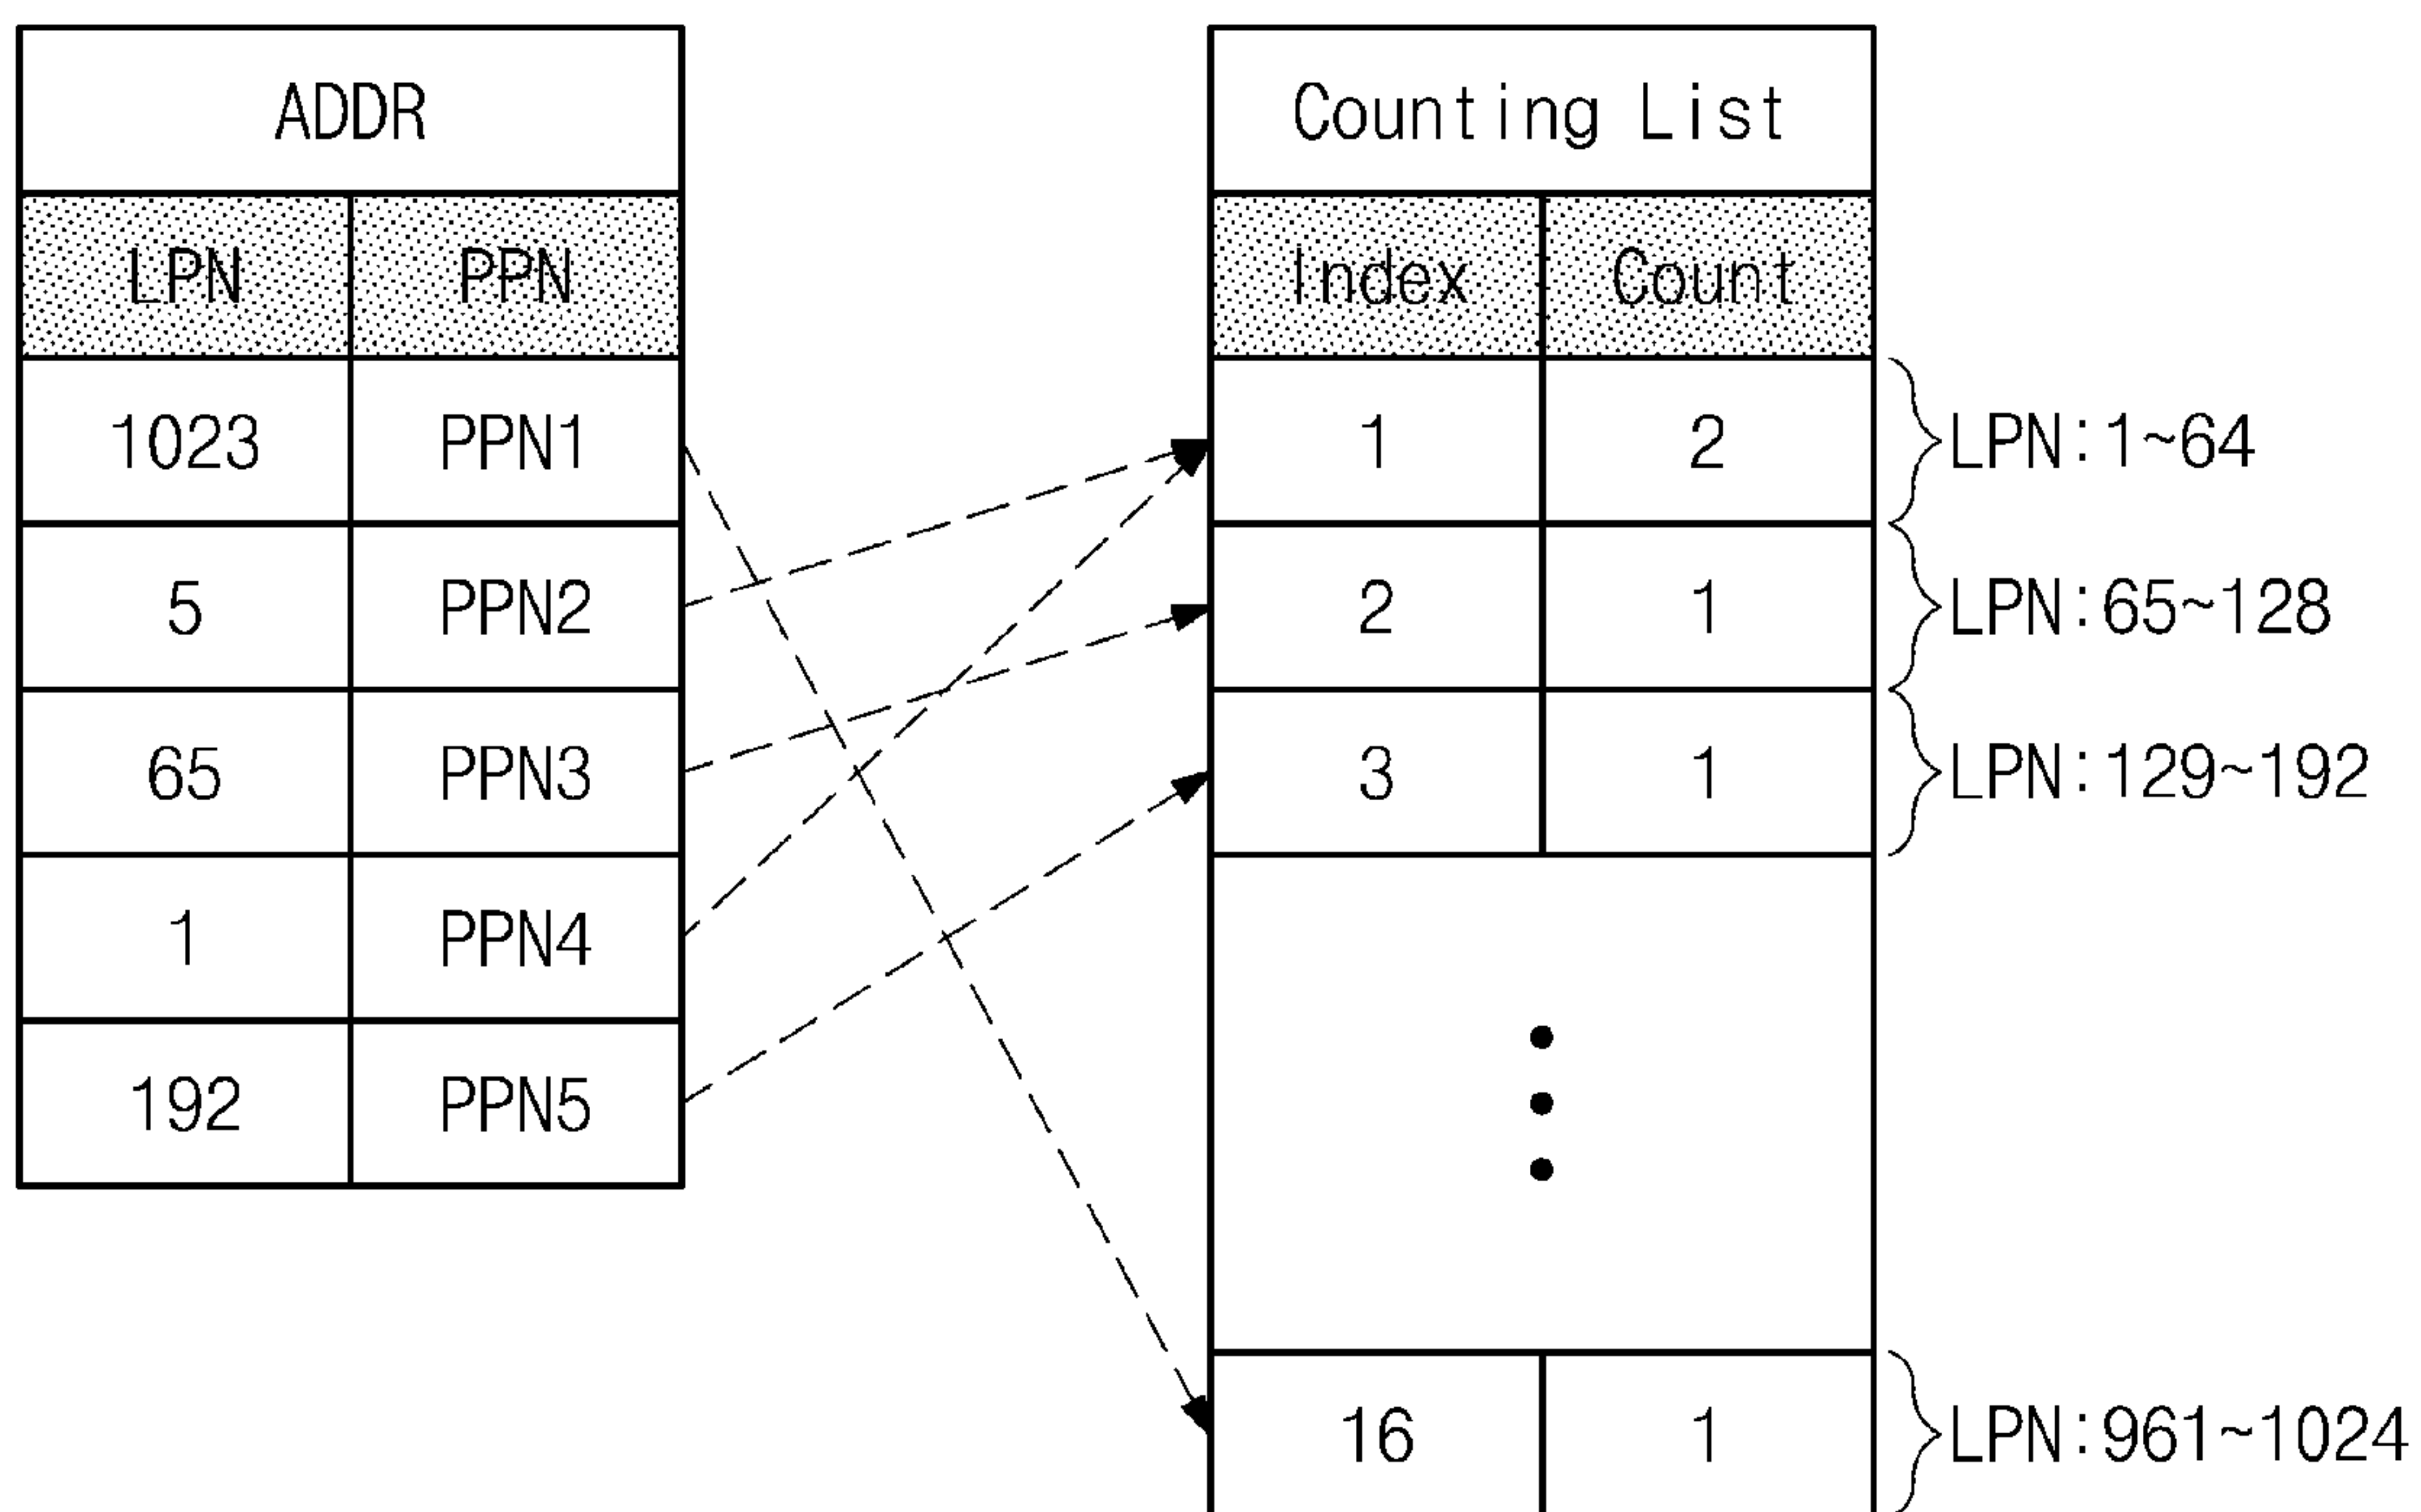 ADDR
LPN PPN
1023 PPN1
5 PPN2
65 PPN3
1 PPN4
192 PPN5
Counting List
Index Count
1 2 LPN:1~64
2 1 LPN:65~128
3 1 LPN:129~192
16 1 LPN:961~1024